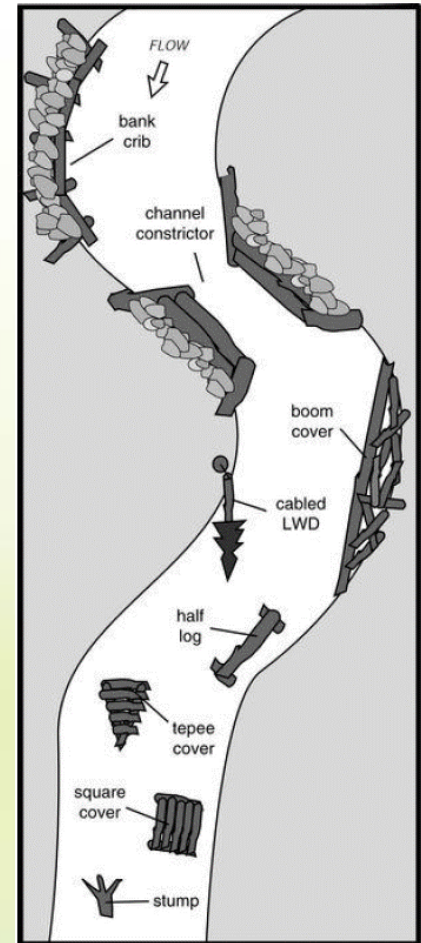 FLOW
bank
crib
channel
constrictor
boom
cover
cabled
LWD
half
log
tepee
cover
square
cover
stump